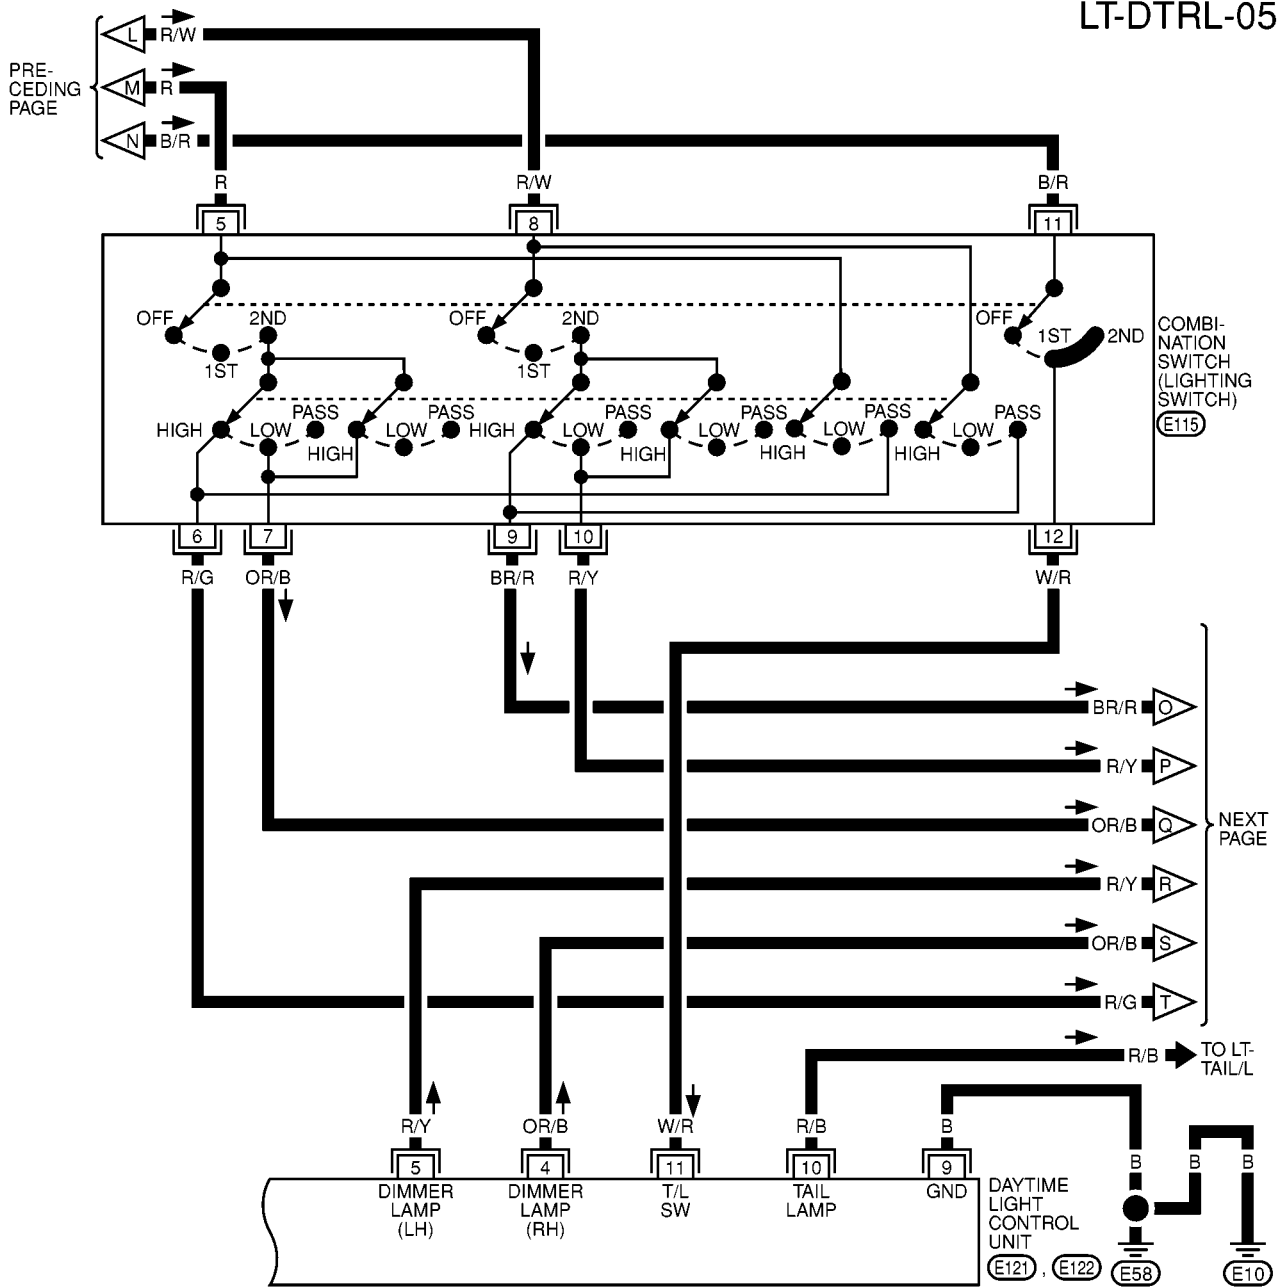 LT-DTRL-05
L R/W
PRE-
CEDING
PAGE
M R
N B/R
R
R/W
B/R
5
8
11
OFF
2ND
1ST
OFF
2ND
1ST
OFF
1ST
2ND
COMBI-
NATION
SWITCH
(LIGHTING
SWITCH)
E115
HIGH
LOW
PASS
HIGH
LOW
PASS
HIGH
LOW
PASS
HIGH
LOW
PASS
HIGH
LOW
PASS
HIGH
LOW
PASS
6
7
9
10
12
R/G
OR/B
BR/R
R/Y
W/R
BR/R O
R/Y P
OR/B Q
NEXT
PAGE
R/Y R
OR/B S
R/G T
R/B
TO LT-
TAIL/L
R/Y
OR/B
W/R
R/B
B
B
B
B
5
4
11
10
9
DIMMER
LAMP
(LH)
DIMMER
LAMP
(RH)
T/L
SW
TAIL
LAMP
GND
DAYTIME
LIGHT
CONTROL
UNIT
E121 , E122
E58
E10